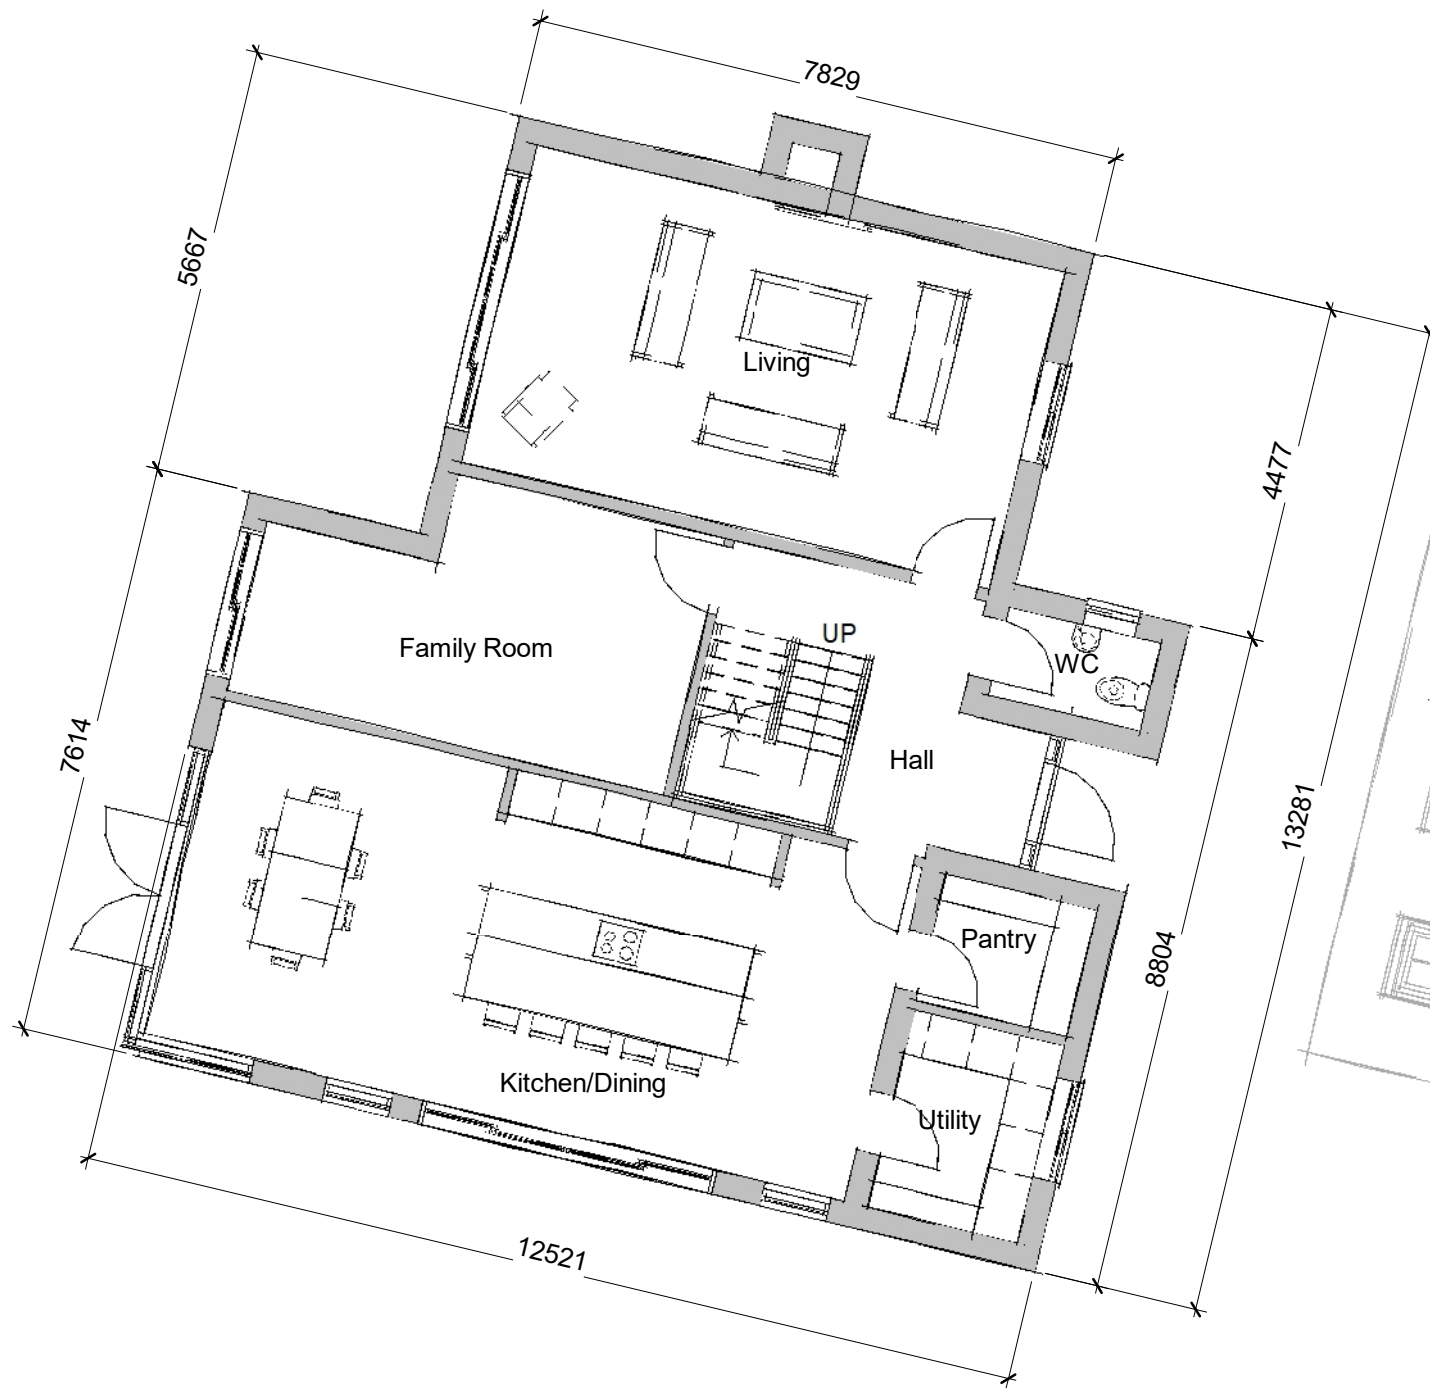 7829
5667
Living
4477
UP
Family Room
WC
7614
Hall
13281
Pantry
8804
Kitchen/Dining
Utility
12521